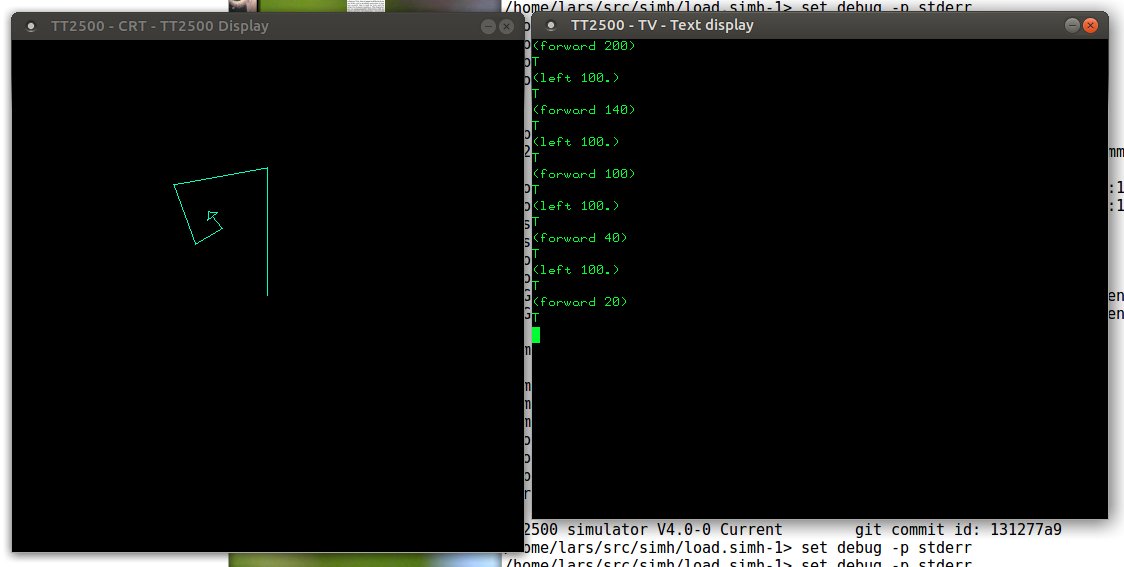 /home/lars/src/simh/load.simh-1> set debug -p stderr
TT2500 - CRT - TT2500 Display
TT2500 - TV - Text display
(forward 200)
T
(left 100.)
T
(forward 140)
T
(left 100.)
T
(forward 100)
T
(left 100.)
T
(forward 40)
T
(left 100.)
T
(forward 20)
T
2500 simulator V4.0-0 Current git commit id: 131277a9
/home/lars/src/simh/load.simh-1> set debug -p stderr
/home/lars/src/simh/load.simh-1> set debug -p stderr